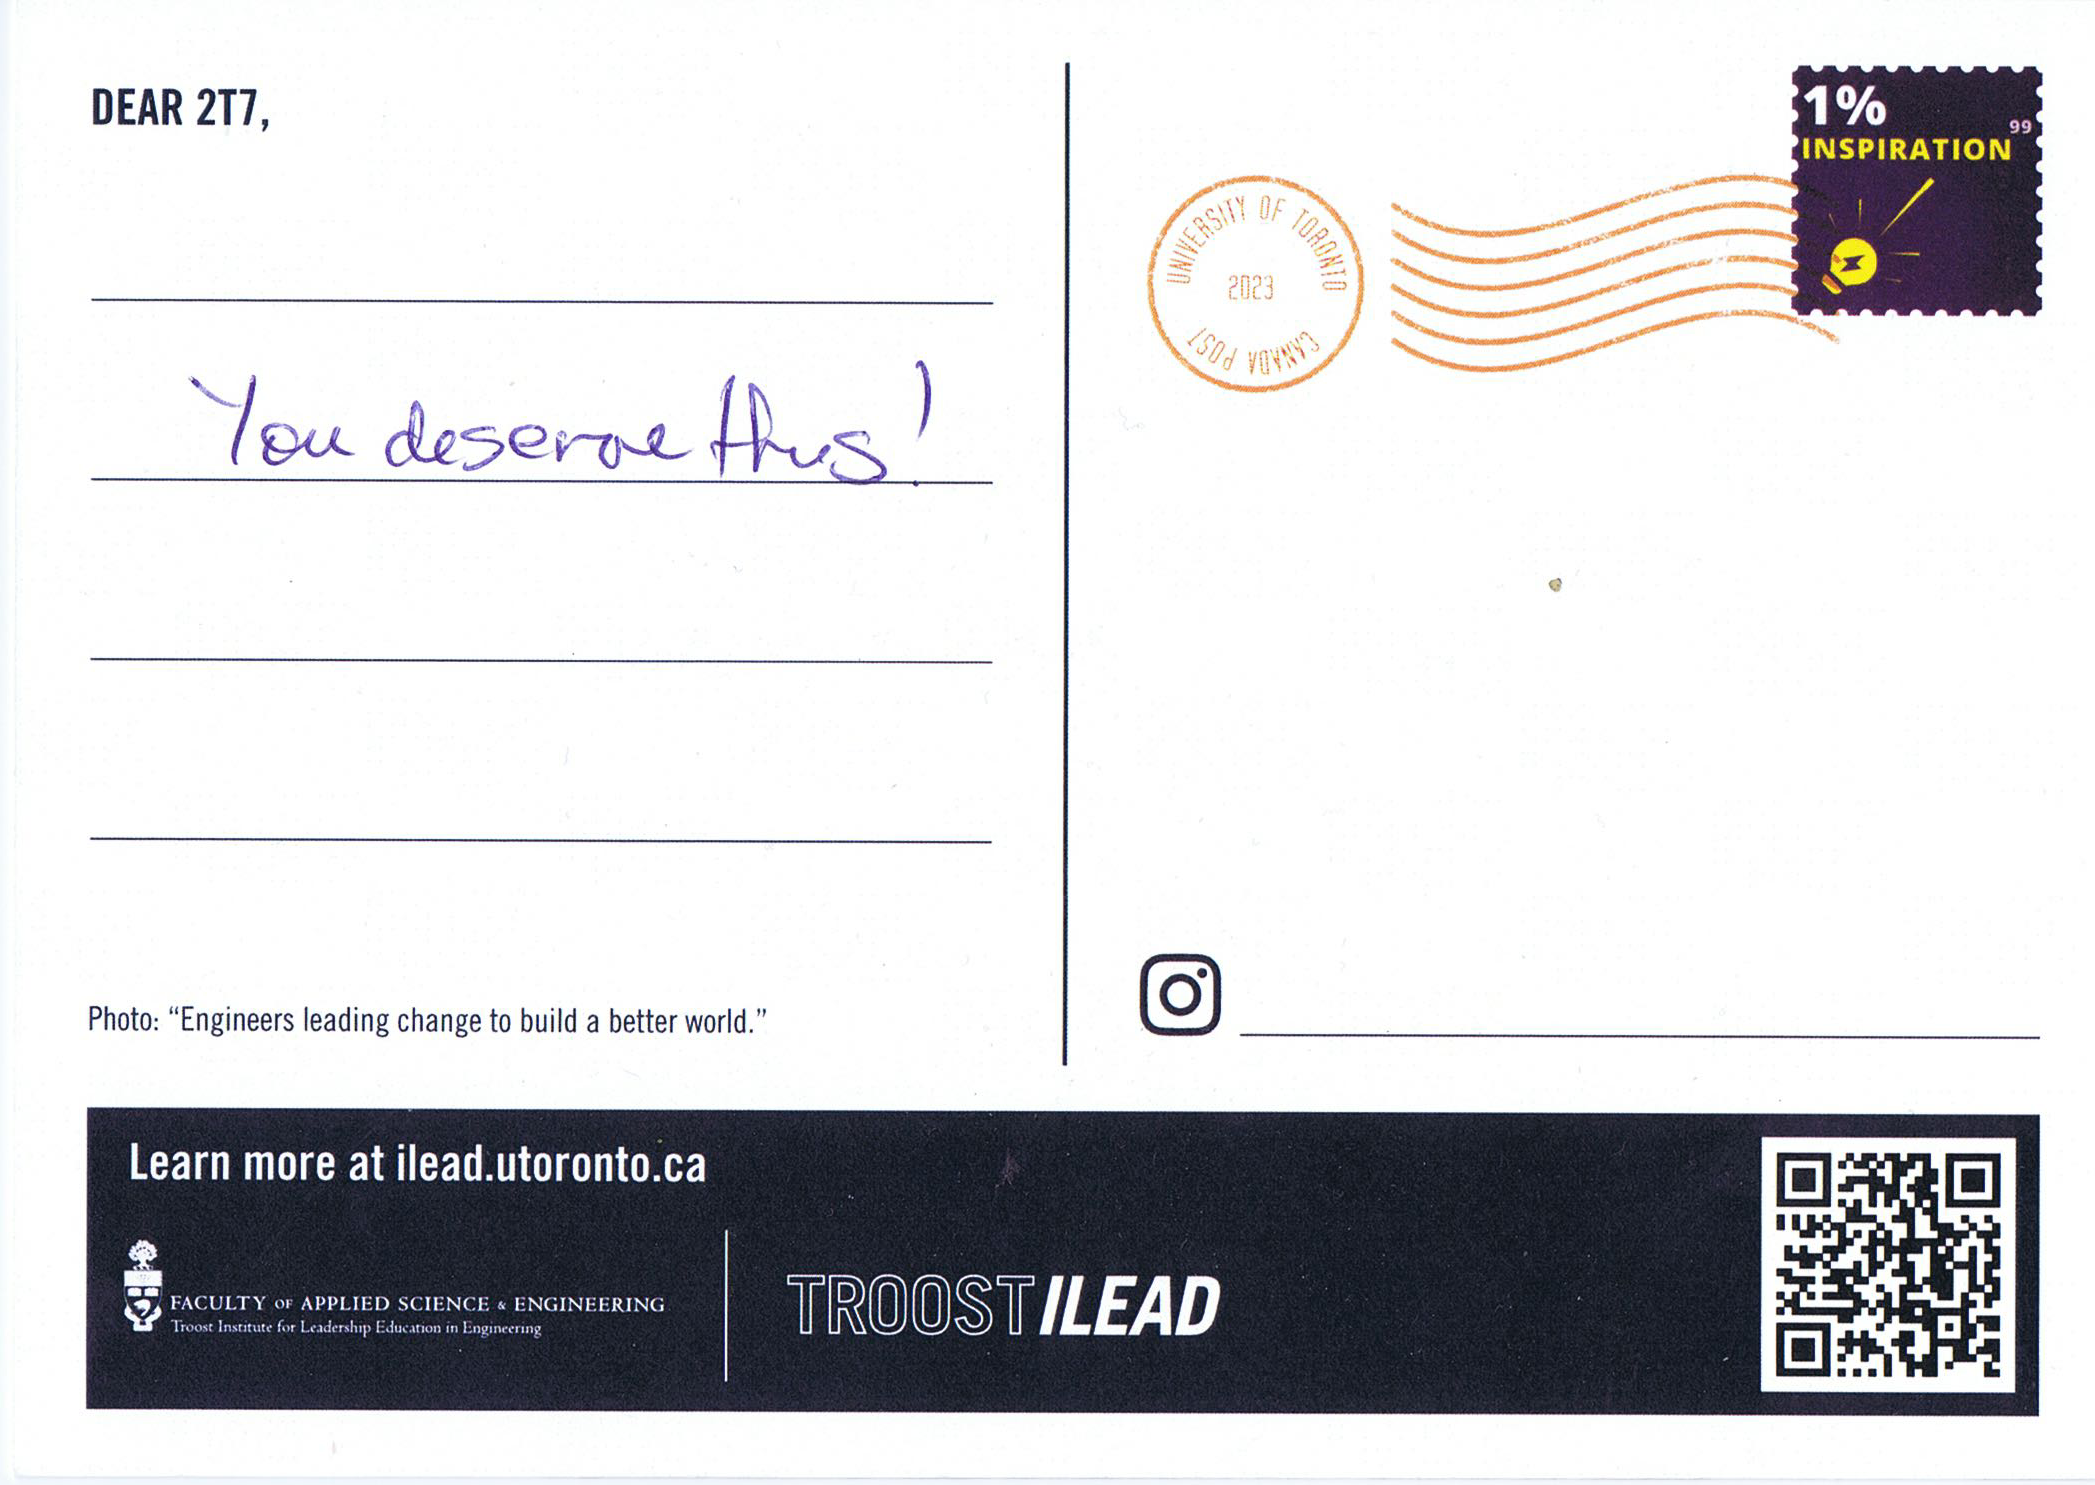 DEAR 2T7,
You deserve this!
Photo: “Engineers leading change to build a better world.”
1%
99
INSPIRATION
UNIVERSITY OF TORONTO
2023
CANADA POST
Learn more at ilead.utoronto.ca
FACULTY OF APPLIED SCIENCE & ENGINEERING
Troost Institute for Leadership Education in Engineering
TROOST ILEAD